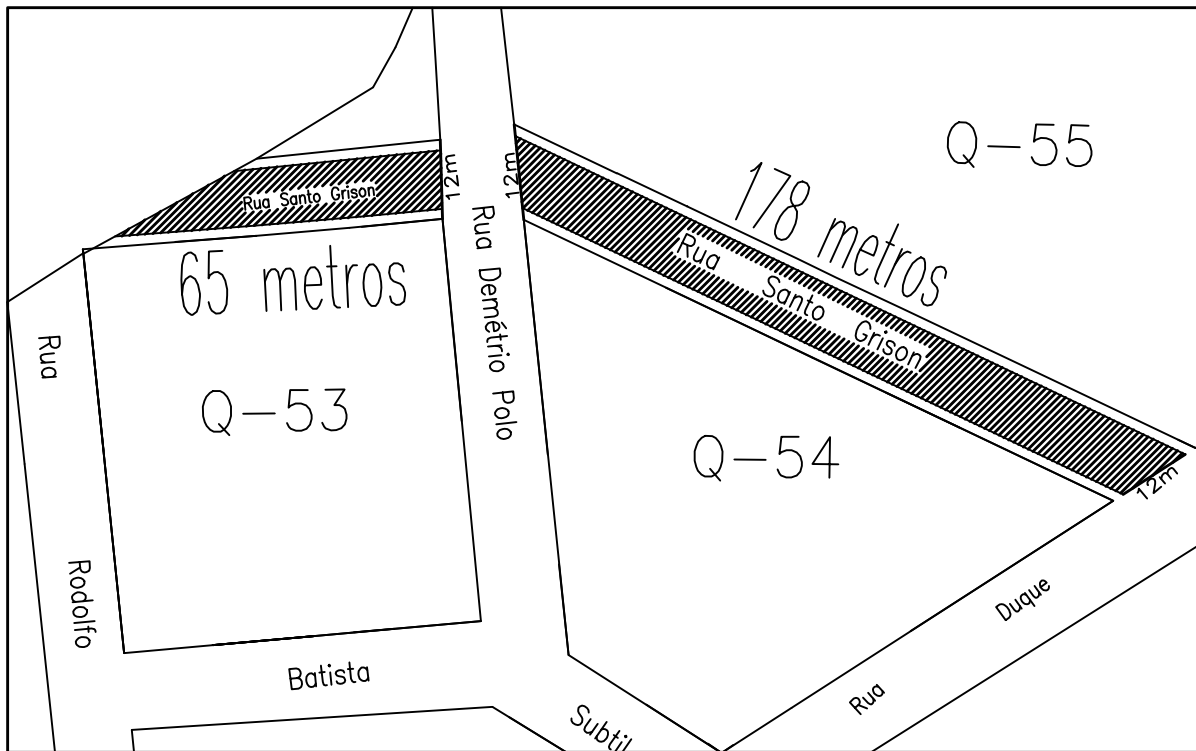 Q-55
178 metros
12m
12m
Rua Santo Grison
Rua Santo Grison
65 metros
Rua Demétrio Polo
Rua
Rodolfo
Q-53
Q-54
12m
Duque
Rua
Batista
Subtil